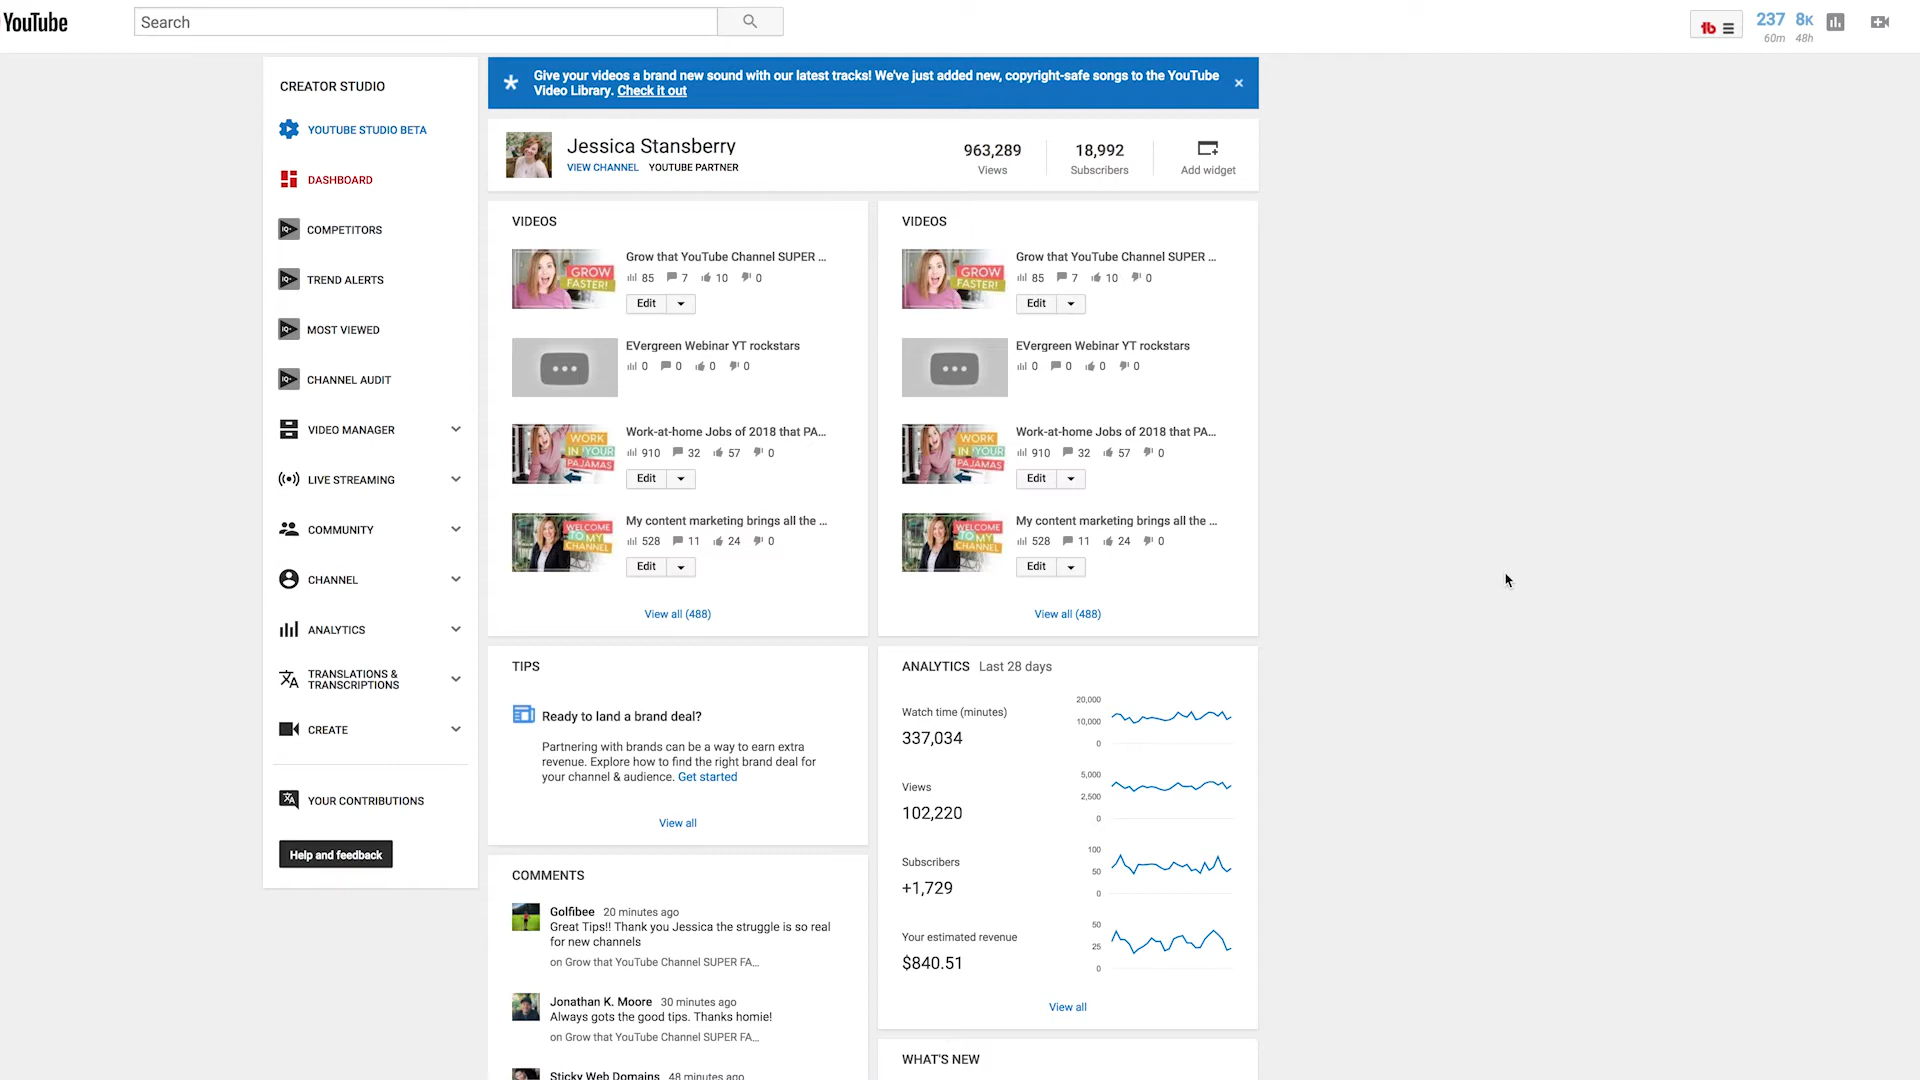 YouTube
Search
237 8K
60m 48h
CREATOR STUDIO
YOUTUBE STUDIO BETA
DASHBOARD
COMPETITORS
TREND ALERTS
MOST VIEWED
CHANNEL AUDIT
VIDEO MANAGER
LIVE STREAMING
COMMUNITY
CHANNEL
ANALYTICS
TRANSLATIONS &
TRANSCRIPTIONS
CREATE
YOUR CONTRIBUTIONS
Help and feedback
Give your videos a brand new sound with our latest tracks! We've just added new, copyright-safe songs to the YouTube
Video Library. Check it out
Jessica Stansberry
VIEW CHANNEL YOUTUBE PARTNER
963,289
Views
18,992
Subscribers
Add widget
VIDEOS
GROW
FASTER!
Grow that YouTube Channel SUPER ...
85 7 10 0
Edit
EVergreen Webinar YT rockstars
0 0 0 0
WORK
IN YOUR
PAJAMAS
Work-at-home Jobs of 2018 that PA...
910 32 57 0
Edit
WELCOME
TO MY
CHANNEL
My content marketing brings all the ...
528 11 24 0
Edit
View all (488)
VIDEOS
GROW
FASTER!
Grow that YouTube Channel SUPER ...
85 7 10 0
Edit
EVergreen Webinar YT rockstars
0 0 0 0
WORK
IN YOUR
PAJAMAS
Work-at-home Jobs of 2018 that PA...
910 32 57 0
Edit
WELCOME
TO MY
CHANNEL
My content marketing brings all the ...
528 11 24 0
Edit
View all (488)
TIPS
Ready to land a brand deal?
Partnering with brands can be a way to earn extra
revenue. Explore how to find the right brand deal for
your channel & audience. Get started
View all
COMMENTS
Golfibee 20 minutes ago
Great Tips!! Thank you Jessica the struggle is so real
for new channels
on Grow that YouTube Channel SUPER FA...
Jonathan K. Moore 30 minutes ago
Always gots the good tips. Thanks homie!
on Grow that YouTube Channel SUPER FA...
Sticky Web Domains 48 minutes ago
ANALYTICS Last 28 days
Watch time (minutes)
337,034
20,000
10,000
0
Views
102,220
5,000
2,500
0
Subscribers
+1,729
100
50
0
Your estimated revenue
$840.51
50
25
0
View all
WHAT'S NEW